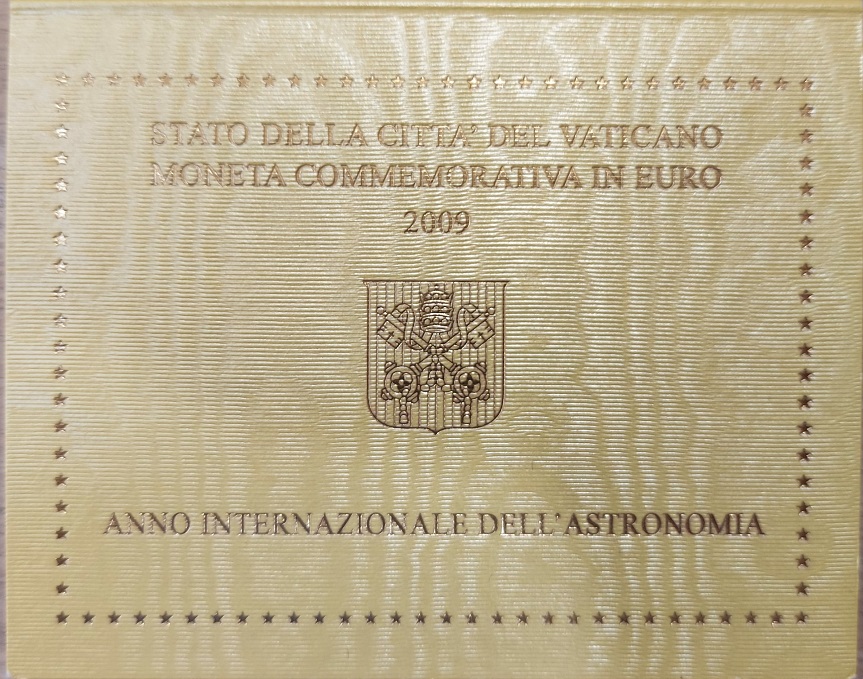 STATO DELLA CITTA' DEL VATICANO
MONETA COMMEMORATIVA IN EURO
2009
ANNO INTERNAZIONALE DELL'ASTRONOMIA